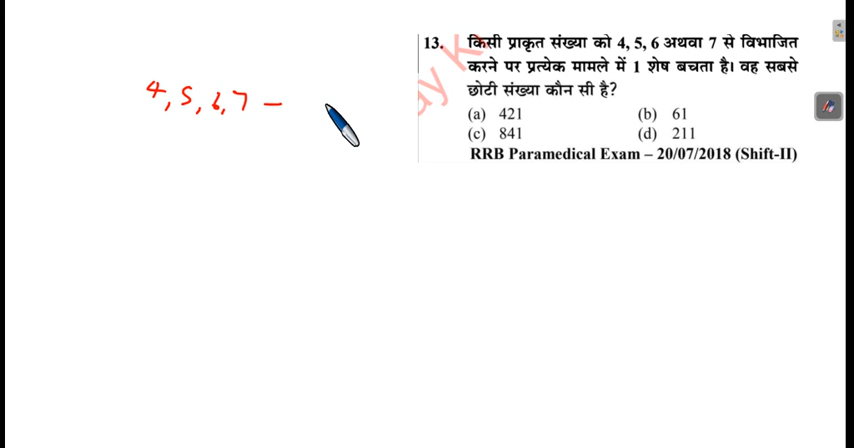 4, 5, 6, 7 –
13. किसी प्राकृत संख्या को 4, 5, 6 अथवा 7 से विभाजित
करने पर प्रत्येक मामले में 1 शेष बचता है। वह सबसे
छोटी संख्या कौन सी है?
(a) 421 (b) 61
(c) 841 (d) 211
RRB Paramedical Exam – 20/07/2018 (Shift-II)